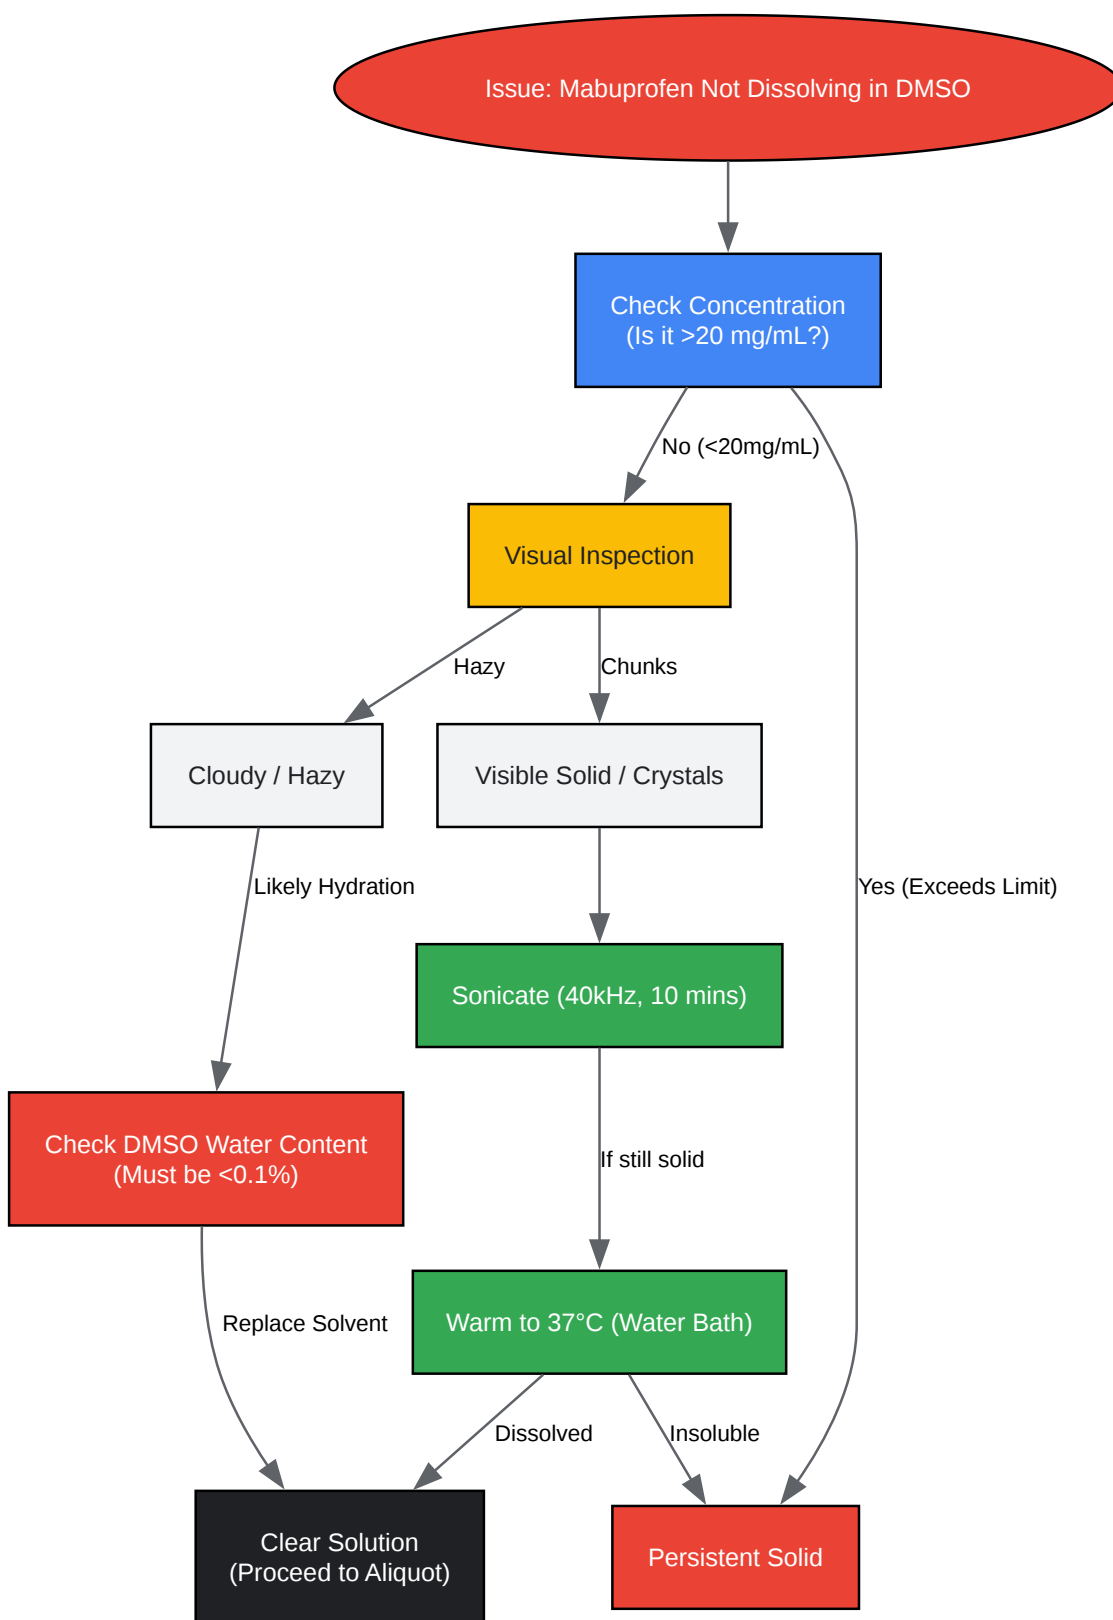 Issue: Mabuprofen Not Dissolving in DMSO
Check Concentration
(Is it >20 mg/mL?)
No (<20mg/mL)
Visual Inspection
Hazy
Chunks
Cloudy / Hazy
Visible Solid / Crystals
Likely Hydration
Yes (Exceeds Limit)
Sonicate (40kHz, 10 mins)
Check DMSO Water Content
(Must be <0.1%)
If still solid
Replace Solvent
Warm to 37°C (Water Bath)
Dissolved
Insoluble
Clear Solution
(Proceed to Aliquot)
Persistent Solid